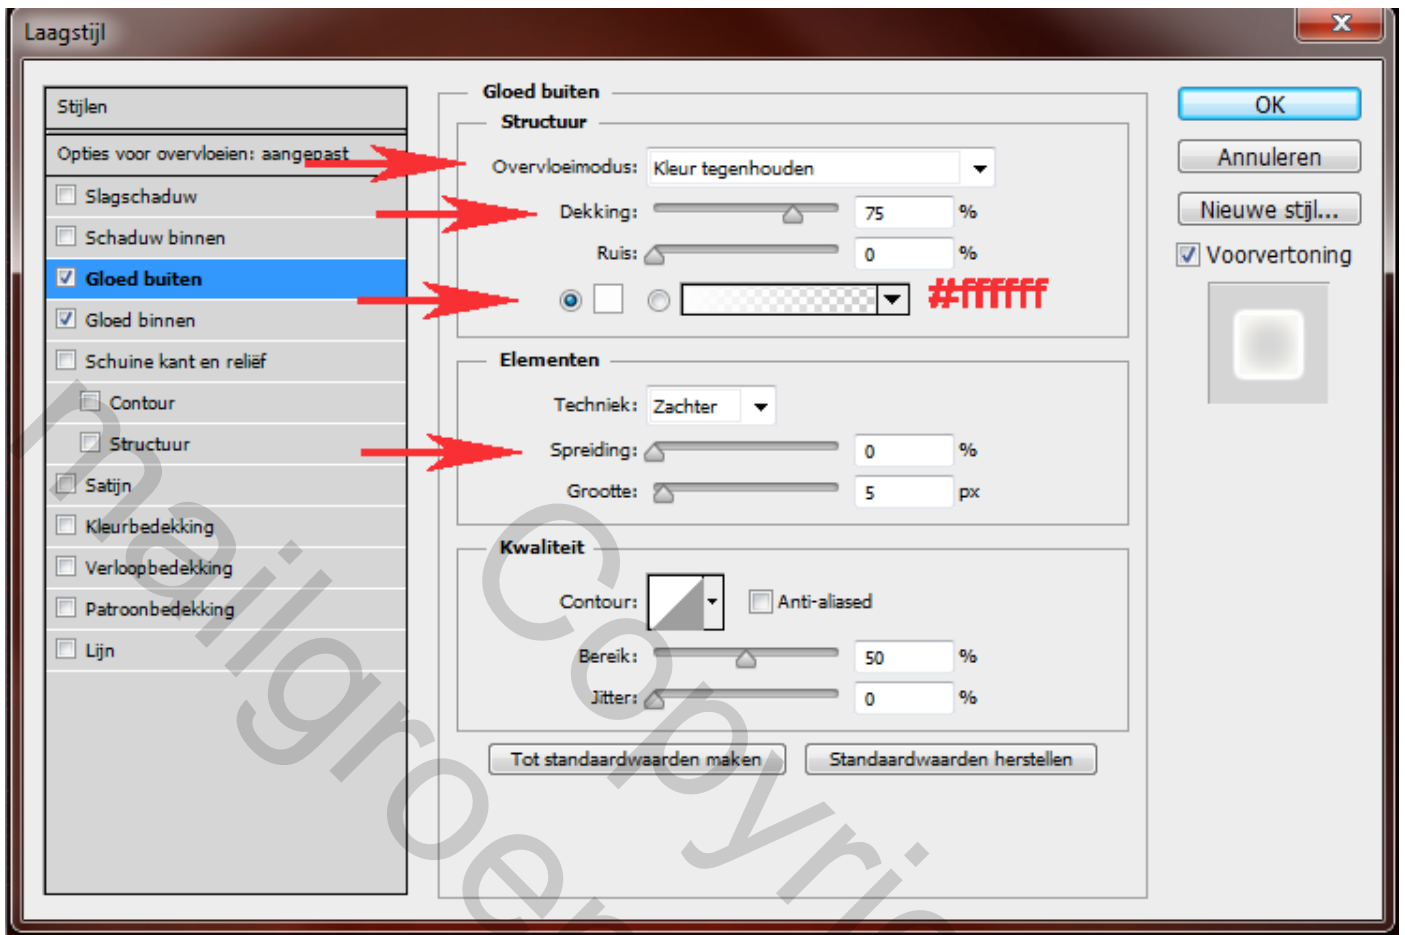 Laagstijl
Stijlen
Opties voor overvloeien: aangepast
Slagschaduw
Schaduw binnen
Gloed buiten
Gloed binnen
Schuine kant en reliëf
Contour
Structuur
Satijn
Kleurbedekking
Verloopbedekking
Patroonbedekking
Lijn
Gloed buiten
Structuur
Overvloeimodus: Kleur tegenhouden
Dekking: 75 %
Ruis: 0 %
#ffffff
Elementen
Techniek: Zachter
Spreiding: 0 %
Grootte: 5 px
Kwaliteit
Contour: Anti-aliased
Bereik: 50 %
Jitter: 0 %
Tot standaardwaarden maken Standaardwaarden herstellen
OK
Annuleren
Nieuwe stijl...
Voorvertoning